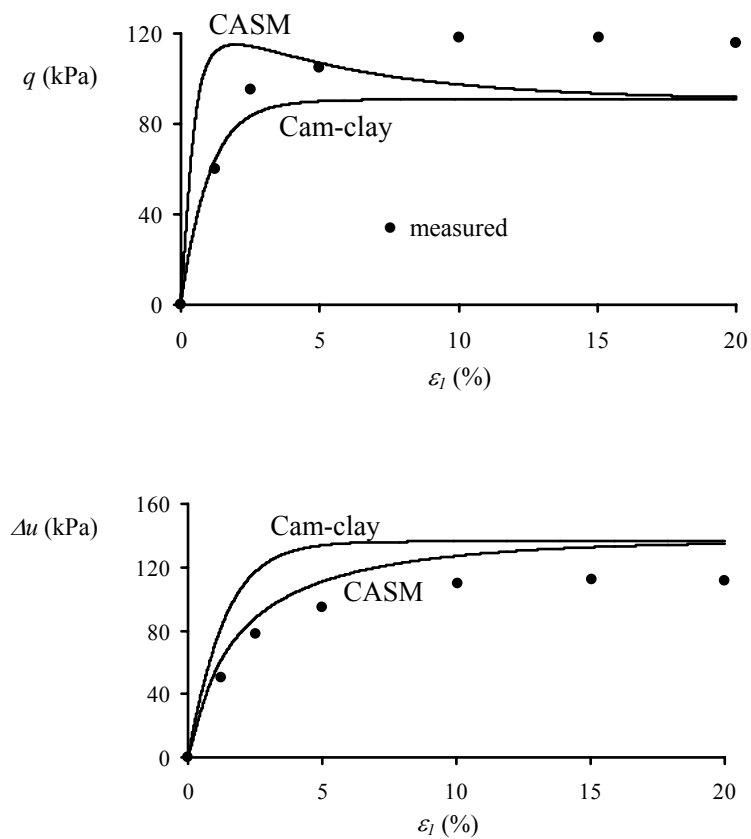 CASM
120
q (kPa)
80
Cam-clay
40
measured
0
0 5 10 15 20
ε1 (%)
160
Δu (kPa)
Cam-clay
120
CASM
80
40
0
0 5 10 15 20
ε1 (%)